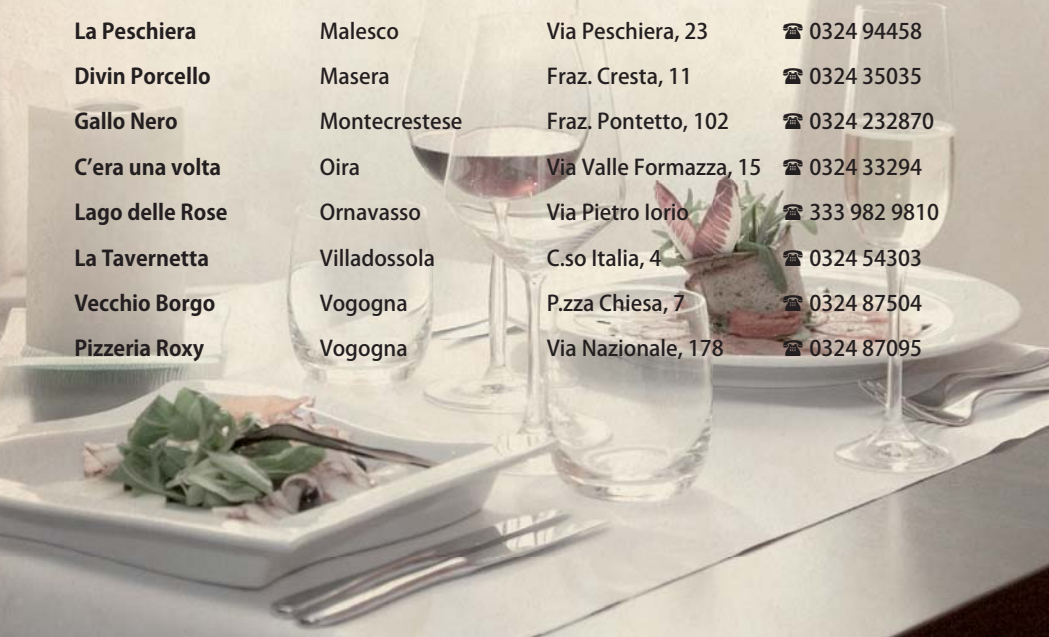 La Peschiera Malesco Via Peschiera, 23 ☎ 0324 94458
Divin Porcello Masera Fraz. Cresta, 11 ☎ 0324 35035
Gallo Nero Montecrestese Fraz. Pontetto, 102 ☎ 0324 232870
C'era una volta Oira Via Valle Formazza, 15 ☎ 0324 33294
Lago delle Rose Ornavasso Via Pietro Iorio ☎ 333 982 9810
La Tavernetta Villadossola C.so Italia, 4 ☎ 0324 54303
Vecchio Borgo Vogogna P.zza Chiesa, 7 ☎ 0324 87504
Pizzeria Roxy Vogogna Via Nazionale, 178 ☎ 0324 87095